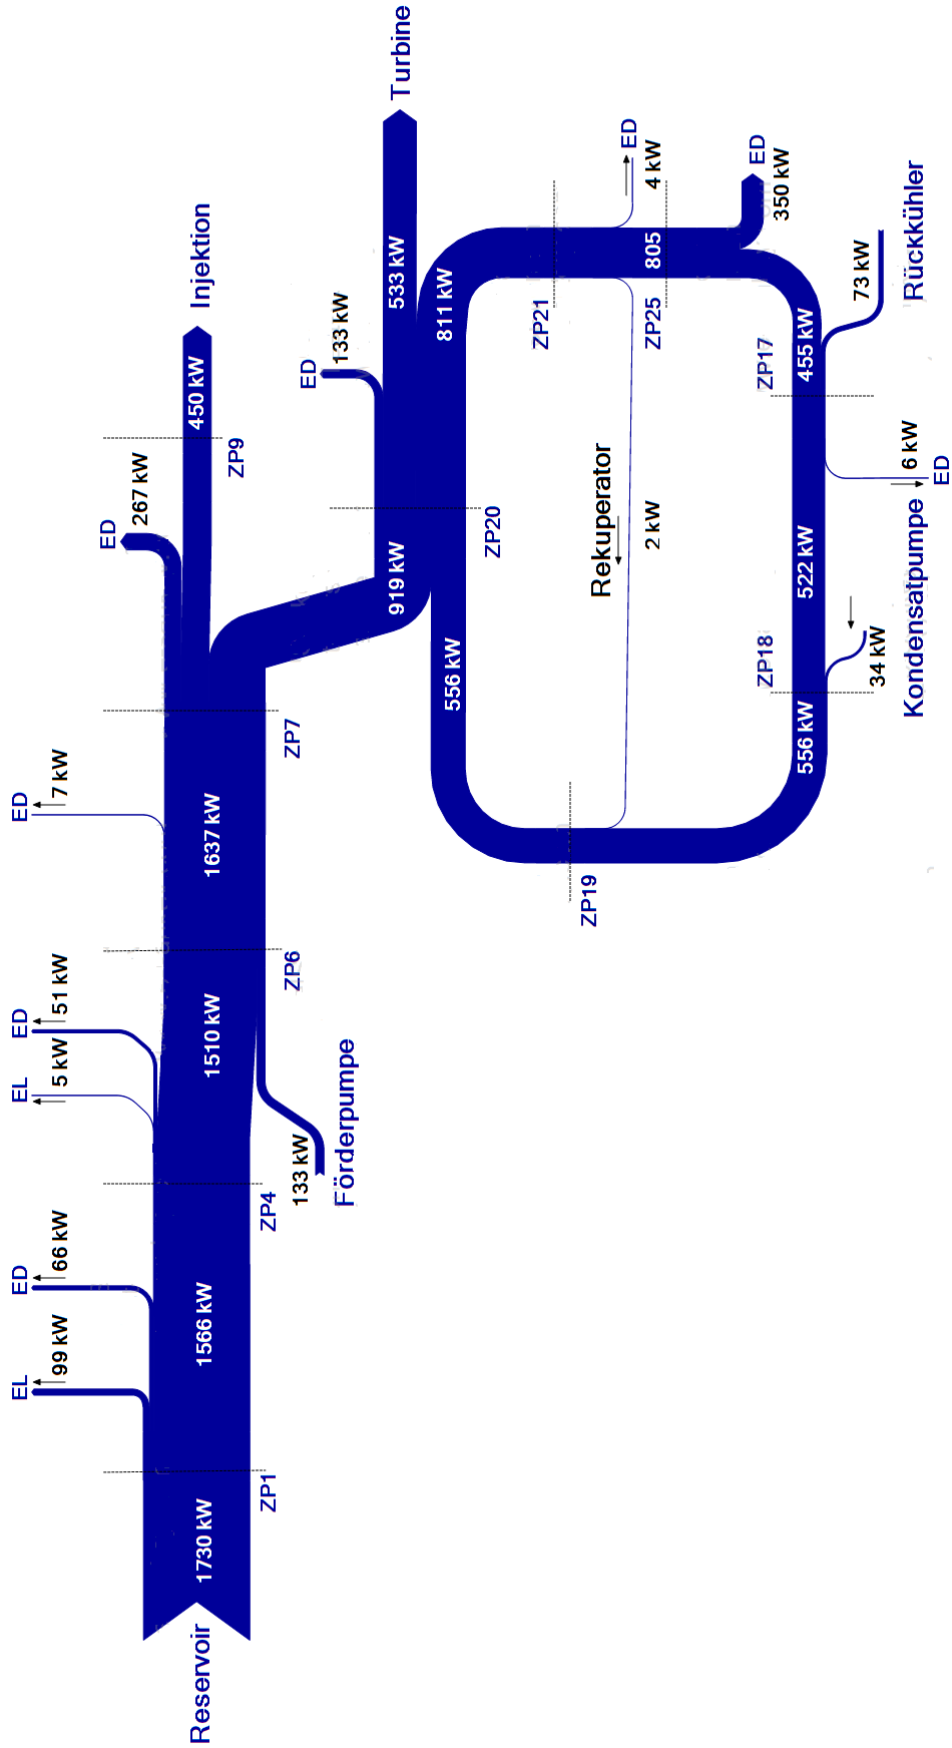 ED
7 kW
ED
51 kW
EL
5 kW
ED
66 kW
EL
99 kW
ED
267 kW
Reservoir
1730 kW
1566 kW
1510 kW
1637 kW
450 kW
Injektion
ZP1
ZP4
ZP6
ZP7
ZP9
133 kW
Förderpumpe
ED
133 kW
919 kW
533 kW
Turbine
556 kW
811 kW
ZP20
ZP19
ZP21
Rekuperator
2 kW
ED
4 kW
ZP25
805
ED
350 kW
ZP18
ZP17
556 kW
522 kW
455 kW
34 kW
73 kW
Kondensatpumpe
6 kW
ED
Rückkühler